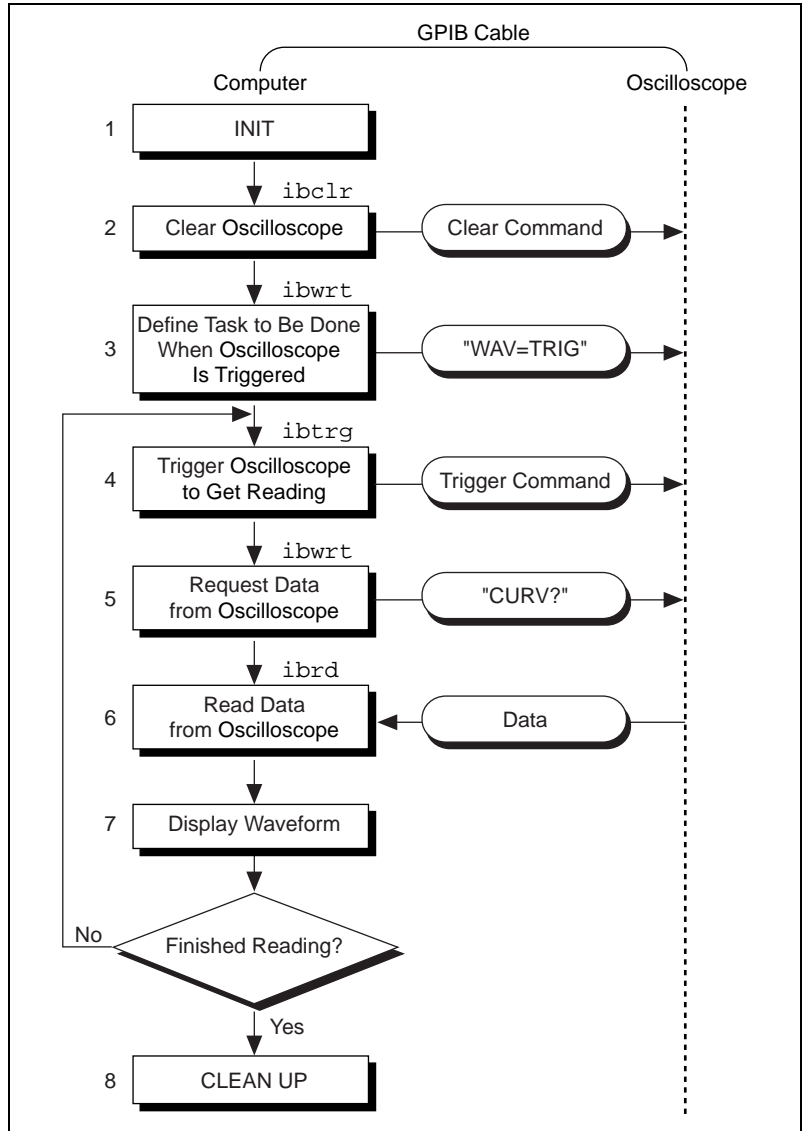 GPIB Cable
Computer
Oscilloscope
1
INIT
ibclr
2
Clear Oscilloscope
Clear Command
ibwrt
3
Define Task to Be Done
When Oscilloscope
Is Triggered
"WAV=TRIG"
ibtrg
4
Trigger Oscilloscope
to Get Reading
Trigger Command
ibwrt
5
Request Data
from Oscilloscope
"CURV?"
ibrd
6
Read Data
from Oscilloscope
Data
7
Display Waveform
No
Finished Reading?
Yes
8
CLEAN UP